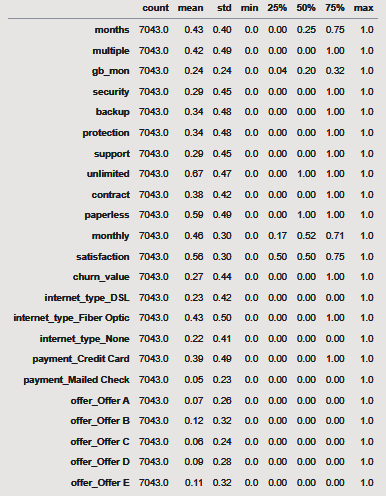 count mean std min 25% 50% 75% max
months 7043.0 0.43 0.40 0.0 0.00 0.25 0.75 1.0
multiple 7043.0 0.42 0.49 0.0 0.00 0.00 1.00 1.0
gb_mon 7043.0 0.24 0.24 0.0 0.04 0.20 0.32 1.0
security 7043.0 0.29 0.45 0.0 0.00 0.00 1.00 1.0
backup 7043.0 0.34 0.48 0.0 0.00 0.00 1.00 1.0
protection 7043.0 0.34 0.48 0.0 0.00 0.00 1.00 1.0
support 7043.0 0.29 0.45 0.0 0.00 0.00 1.00 1.0
unlimited 7043.0 0.67 0.47 0.0 0.00 1.00 1.00 1.0
contract 7043.0 0.38 0.42 0.0 0.00 0.00 1.00 1.0
paperless 7043.0 0.59 0.49 0.0 0.00 1.00 1.00 1.0
monthly 7043.0 0.46 0.30 0.0 0.17 0.52 0.71 1.0
satisfaction 7043.0 0.56 0.30 0.0 0.50 0.50 0.75 1.0
churn_value 7043.0 0.27 0.44 0.0 0.00 0.00 1.00 1.0
internet_type_DSL 7043.0 0.23 0.42 0.0 0.00 0.00 0.00 1.0
internet_type_Fiber Optic 7043.0 0.43 0.50 0.0 0.00 0.00 1.00 1.0
internet_type_None 7043.0 0.22 0.41 0.0 0.00 0.00 0.00 1.0
payment_Credit Card 7043.0 0.39 0.49 0.0 0.00 0.00 1.00 1.0
payment_Mailed Check 7043.0 0.05 0.23 0.0 0.00 0.00 0.00 1.0
offer_Offer A 7043.0 0.07 0.26 0.0 0.00 0.00 0.00 1.0
offer_Offer B 7043.0 0.12 0.32 0.0 0.00 0.00 0.00 1.0
offer_Offer C 7043.0 0.06 0.24 0.0 0.00 0.00 0.00 1.0
offer_Offer D 7043.0 0.09 0.28 0.0 0.00 0.00 0.00 1.0
offer_Offer E 7043.0 0.11 0.32 0.0 0.00 0.00 0.00 1.0